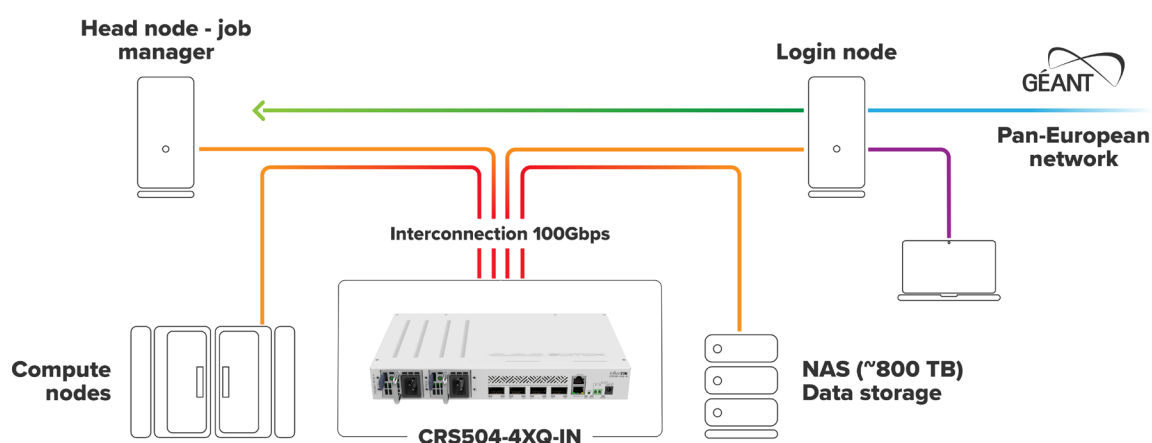 Head node - job
manager
Login node
GÉANT
Pan-European
network
Interconnection 100Gbps
Compute
nodes
NAS (~800 TB)
Data storage
CRS504-4XQ-IN